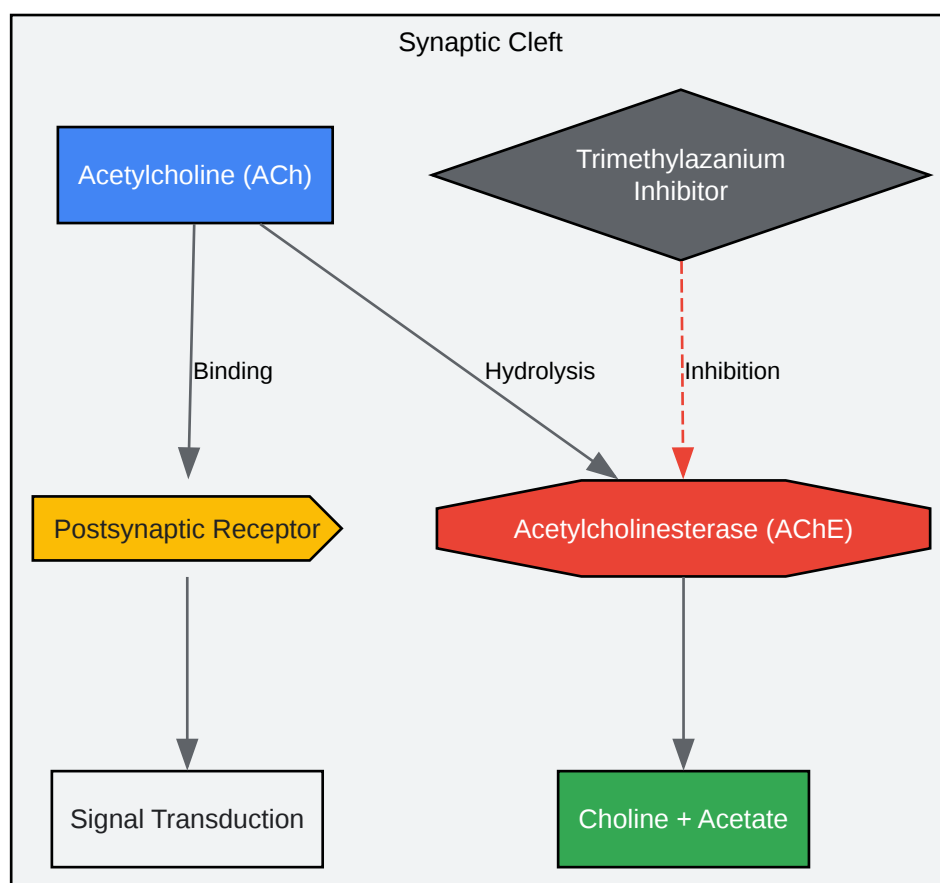 Synaptic Cleft
Acetylcholine (ACh)
Trimethylazanium
Inhibitor
Binding
Hydrolysis
Inhibition
Postsynaptic Receptor
Acetylcholinesterase (AChE)
Signal Transduction
Choline + Acetate